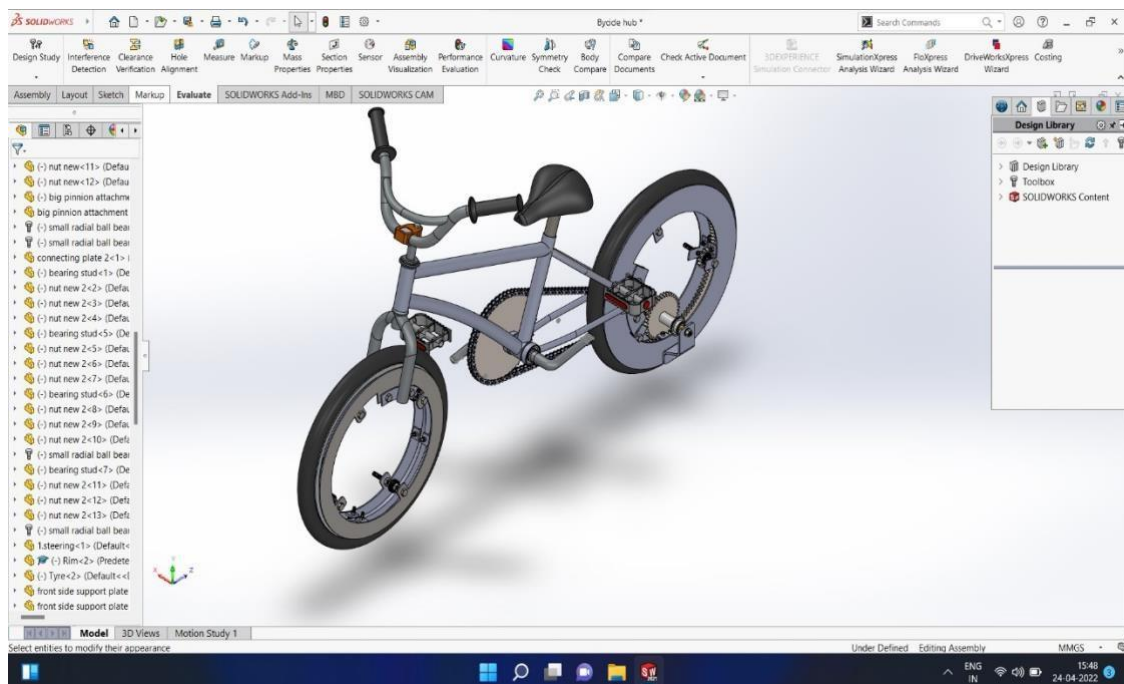 SOLIDWORKS
Bycide hub *
Search Commands
Design Study
Interference Detection
Clearance Verification
Hole Alignment
Measure
Markup
Mass Properties
Section Properties
Sensor
Assembly Visualization
Performance Evaluation
Curvature
Symmetry Check
Body Compare
Compare Documents
Check Active Document
3DEXPERIENCE Simulation Connector
SimulationXpress Analysis Wizard
FloXpress Analysis Wizard
DriveWorksXpress Wizard
Costing
Assembly Layout Sketch Markup Evaluate SOLIDWORKS Add-Ins MBD SOLIDWORKS CAM
Design Library
Design Library
Toolbox
SOLIDWORKS Content
(-) nut new<11> (Defau
(-) nut new<12> (Defau
(-) big pinnion attachme
big pinnion attachment
(-) small radial ball bear
(-) small radial ball bear
connecting plate 2<1>
(-) bearing stud<1> (De
(-) nut new 2<2> (Defau
(-) nut new 2<3> (Defau
(-) nut new 2<4> (Defau
(-) bearing stud<5> (De
(-) nut new 2<5> (Defau
(-) nut new 2<6> (Defau
(-) nut new 2<7> (Defau
(-) bearing stud<6> (De
(-) nut new 2<8> (Defau
(-) nut new 2<9> (Defau
(-) nut new 2<10> (Defa
(-) small radial ball bear
(-) bearing stud<7> (De
(-) nut new 2<11> (Defa
(-) nut new 2<12> (Defa
(-) nut new 2<13> (Defa
(-) small radial ball bear
1.steering<1> (Default<
(-) Rim<2> (Predete
(-) Tyre<2> (Default<<
front side support plate
front side support plate
Y
X
Z
Model 3D Views Motion Study 1
Select entities to modify their appearance
Under Defined Editing Assembly MMGS
ENG
IN
15:48
24-04-2022
3